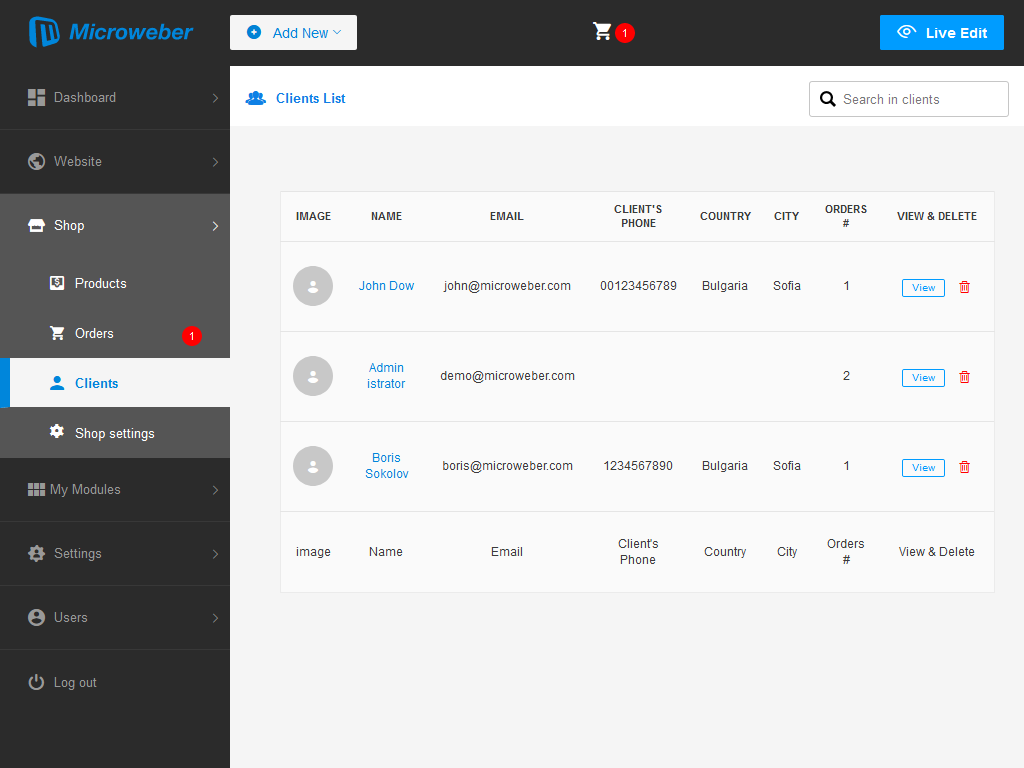 Microweber
Add New
1
Live Edit
Dashboard
Website
Shop
Products
Orders
1
Clients
Shop settings
My Modules
Settings
Users
Log out
Clients List
Search in clients
IMAGE NAME EMAIL CLIENT'S PHONE COUNTRY CITY ORDERS # VIEW & DELETE
John Dow john@microweber.com 00123456789 Bulgaria Sofia 1 View
Admin istrator demo@microweber.com 2 View
Boris Sokolov boris@microweber.com 1234567890 Bulgaria Sofia 1 View
image Name Email Client's Phone Country City Orders # View & Delete